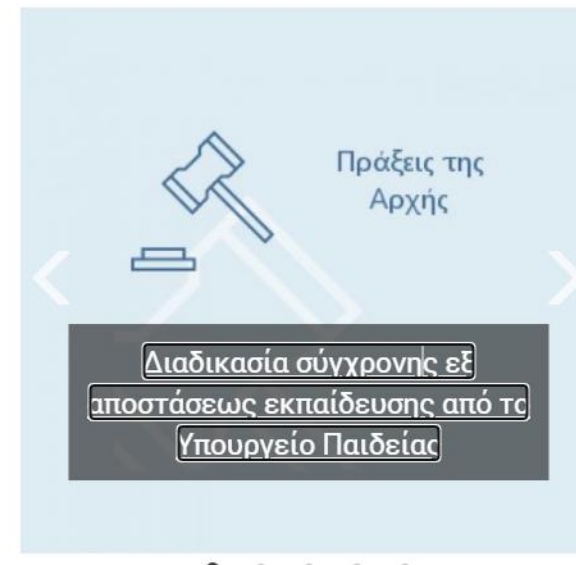 Πράξεις της
Αρχής
Διαδικασία σύγχρονης εξ
αποστάσεως εκπαίδευσης από το
Υπουργείο Παιδείας